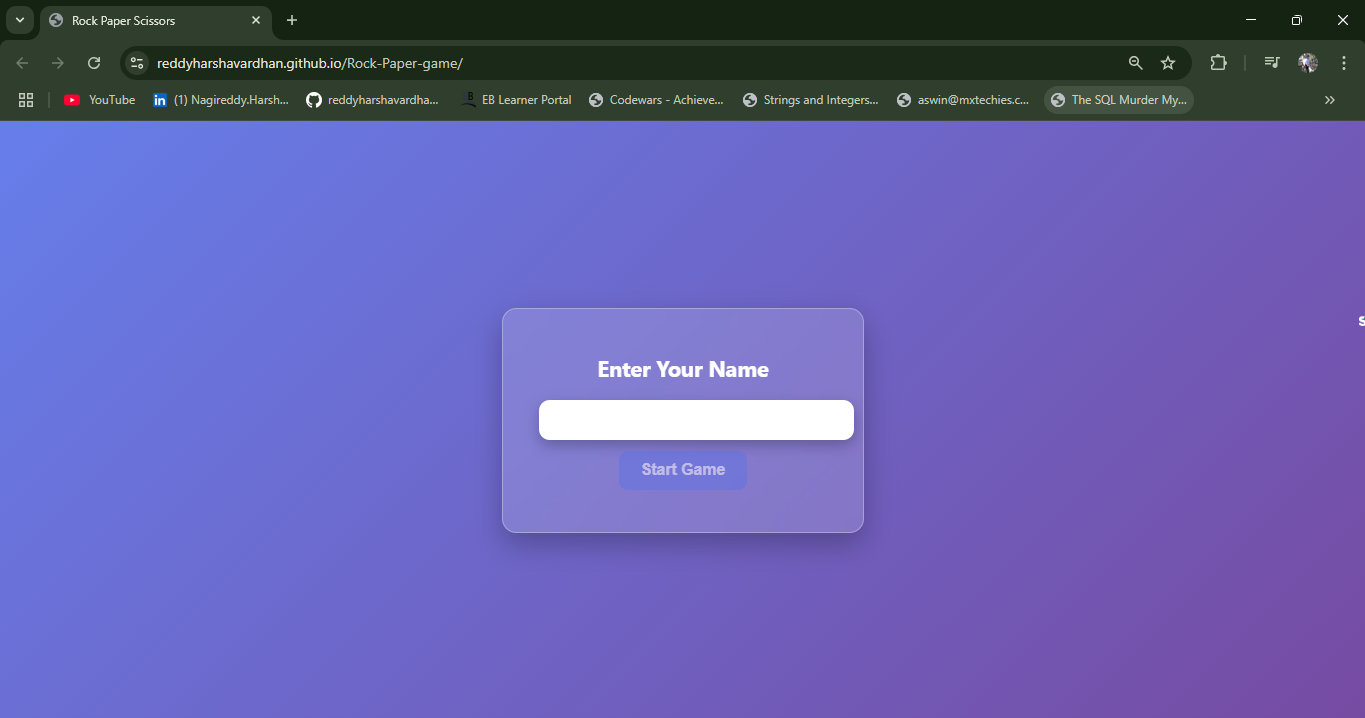 Rock Paper Scissors
reddyharshavardhan.github.io/Rock-Paper-game/
YouTube
in (1) Nagireddy.Harsh...
reddyharshavardha...
B EB Learner Portal
Codewars - Achieve...
Strings and Integers...
aswin@mxtechies.c...
The SQL Murder My...
Enter Your Name
Start Game